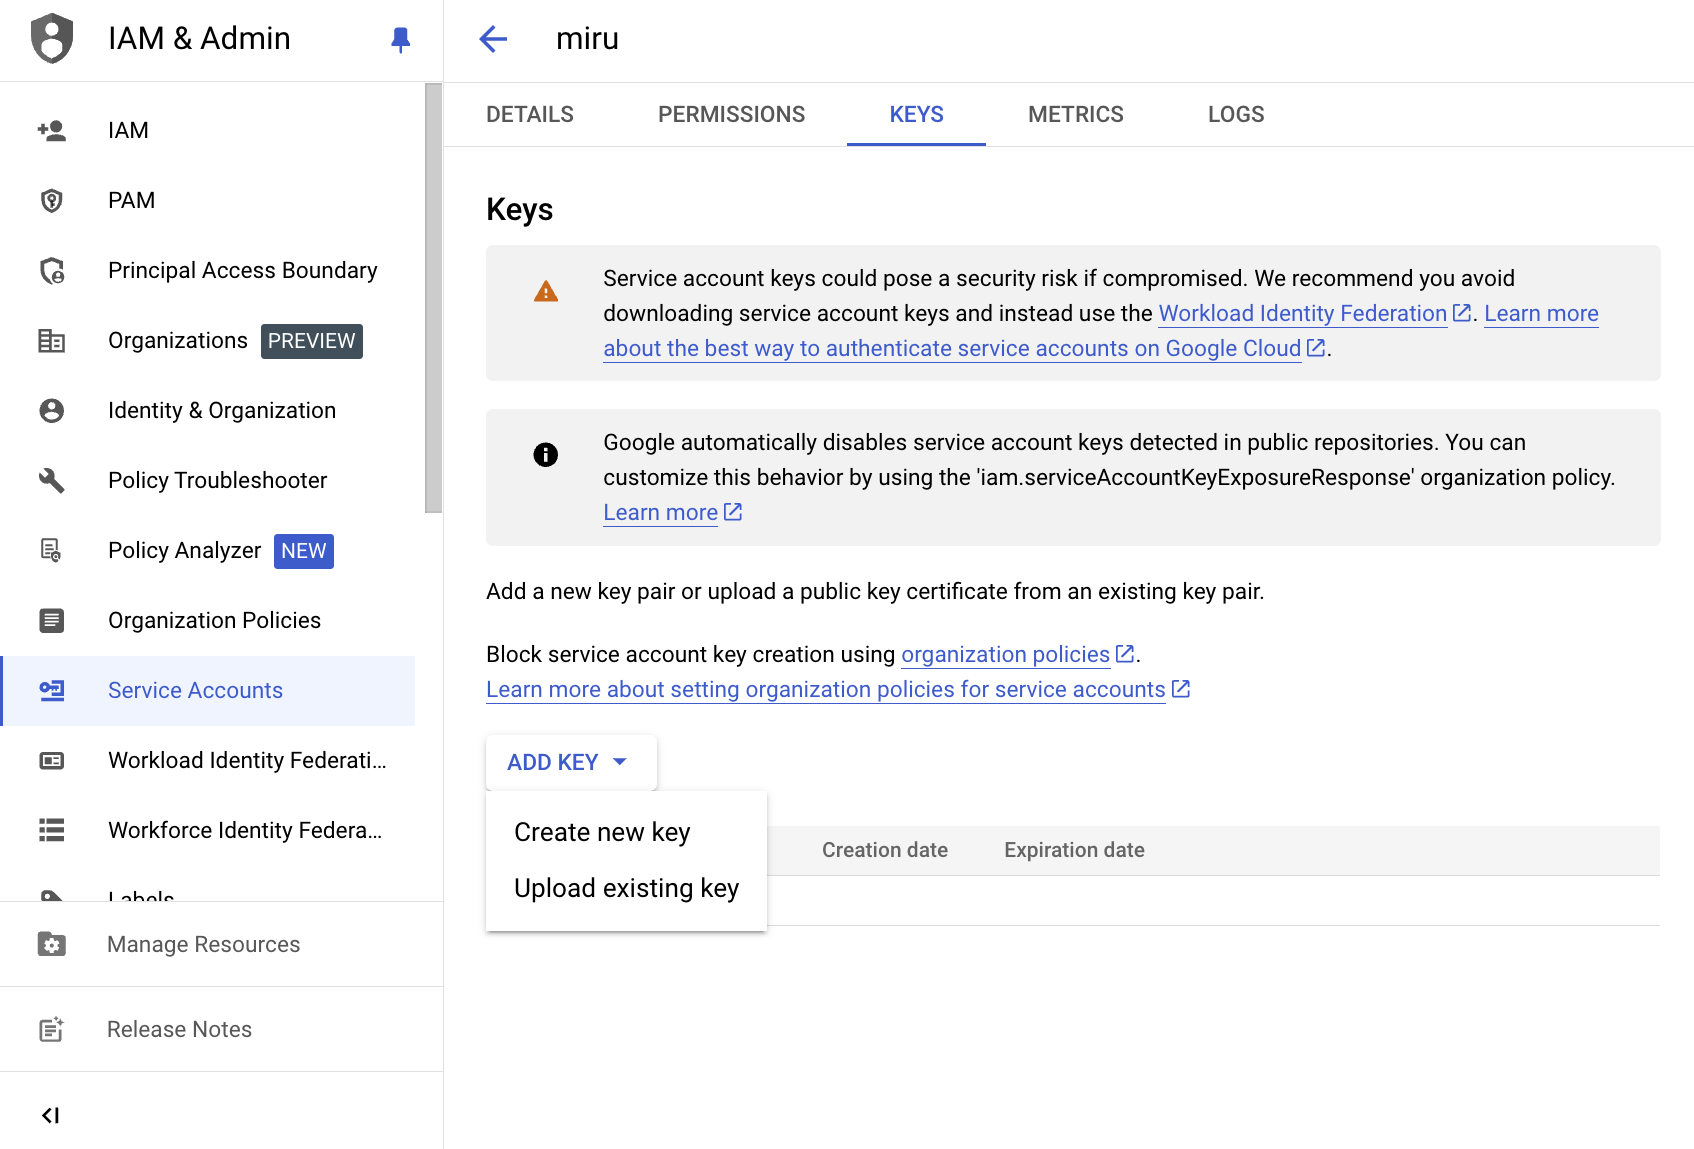 IAM & Admin
miru
DETAILS
PERMISSIONS
KEYS
METRICS
LOGS
IAM
PAM
Principal Access Boundary
Organizations PREVIEW
Identity & Organization
Policy Troubleshooter
Policy Analyzer NEW
Organization Policies
Service Accounts
Workload Identity Federati...
Workforce Identity Federa...
Labels
Manage Resources
Release Notes
Keys
Service account keys could pose a security risk if compromised. We recommend you avoid
downloading service account keys and instead use the Workload Identity Federation. Learn more
about the best way to authenticate service accounts on Google Cloud.
Google automatically disables service account keys detected in public repositories. You can
customize this behavior by using the 'iam.serviceAccountKeyExposureResponse' organization policy.
Learn more
Add a new key pair or upload a public key certificate from an existing key pair.
Block service account key creation using organization policies.
Learn more about setting organization policies for service accounts
ADD KEY
Create new key
Upload existing key
Creation date
Expiration date